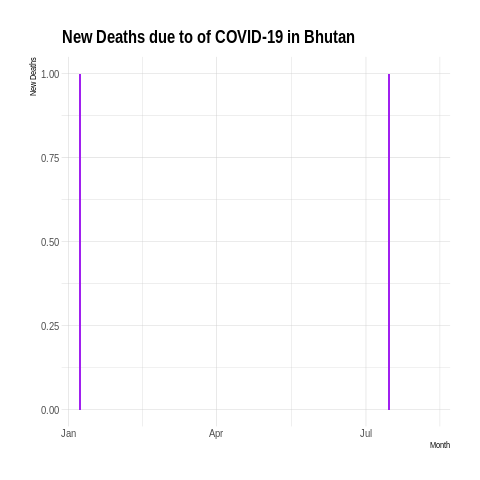 New Deaths due to of COVID-19 in Bhutan
New Deaths
1.00
0.75
0.50
0.25
0.00
Jan Apr Jul
Month